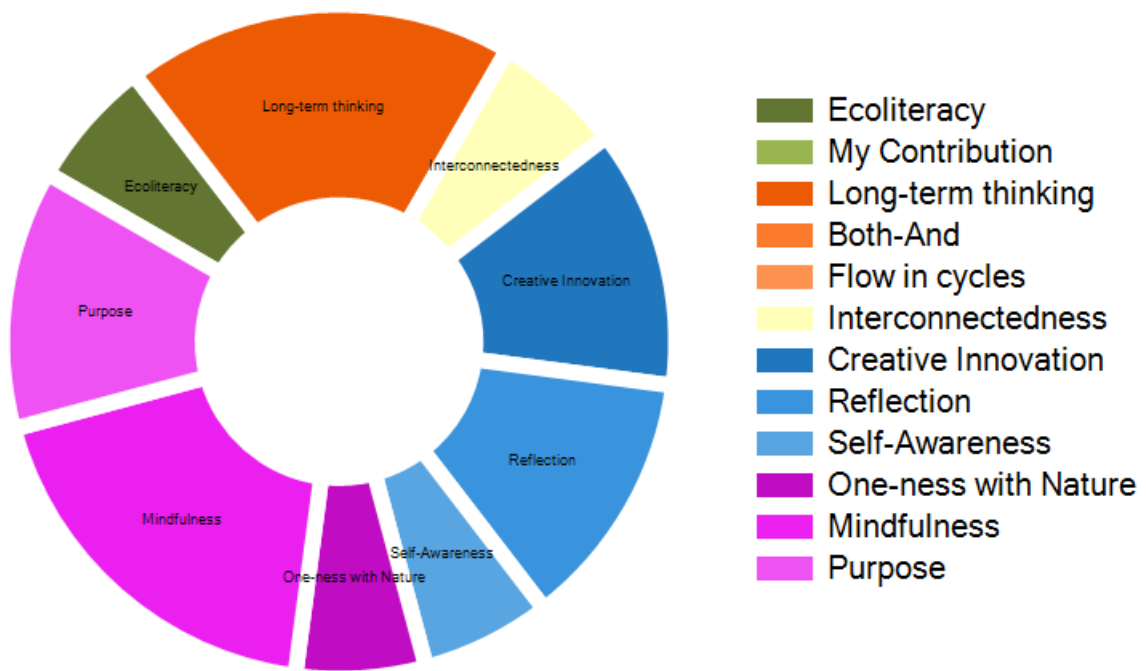 Long-term thinking
Interconnectedness
Ecoliteracy
Creative Innovation
Purpose
Reflection
Mindfulness
Self-Awareness
One-ness with Nature
Ecoliteracy
My Contribution
Long-term thinking
Both-And
Flow in cycles
Interconnectedness
Creative Innovation
Reflection
Self-Awareness
One-ness with Nature
Mindfulness
Purpose